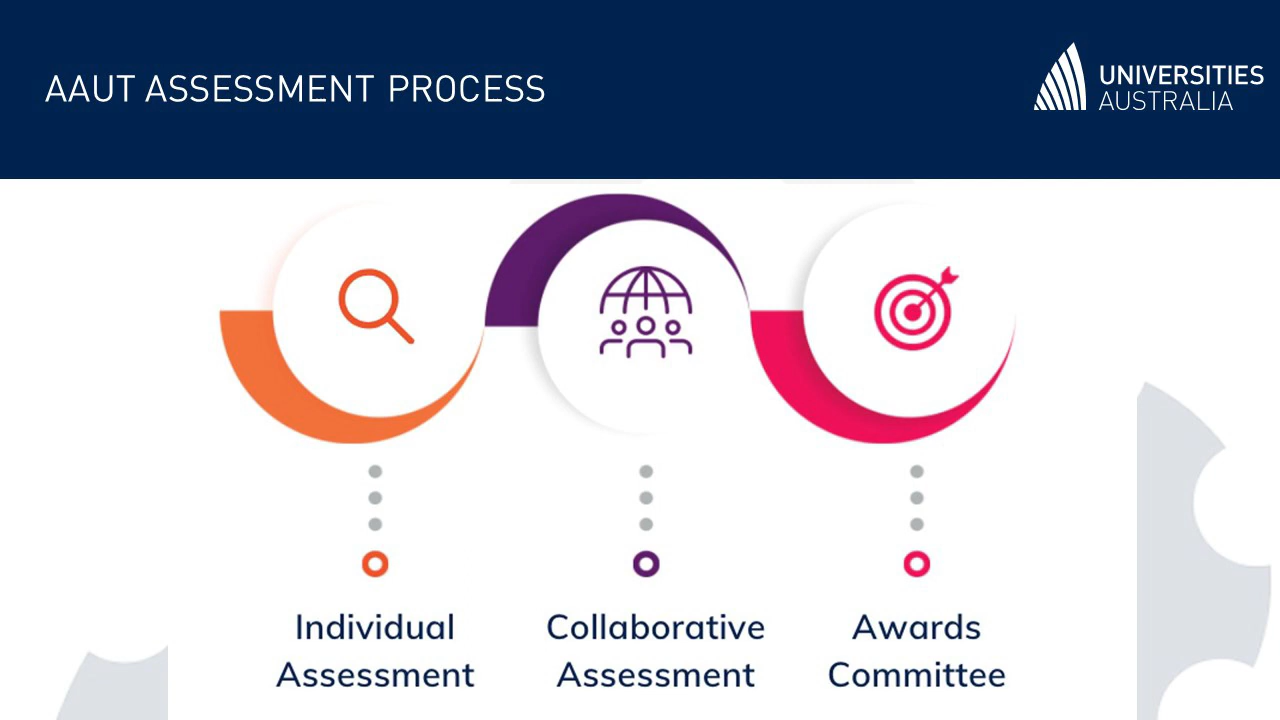 AAUT ASSESSMENT PROCESS
UNIVERSITIES
AUSTRALIA
Individual
Assessment
Collaborative
Assessment
Awards
Committee